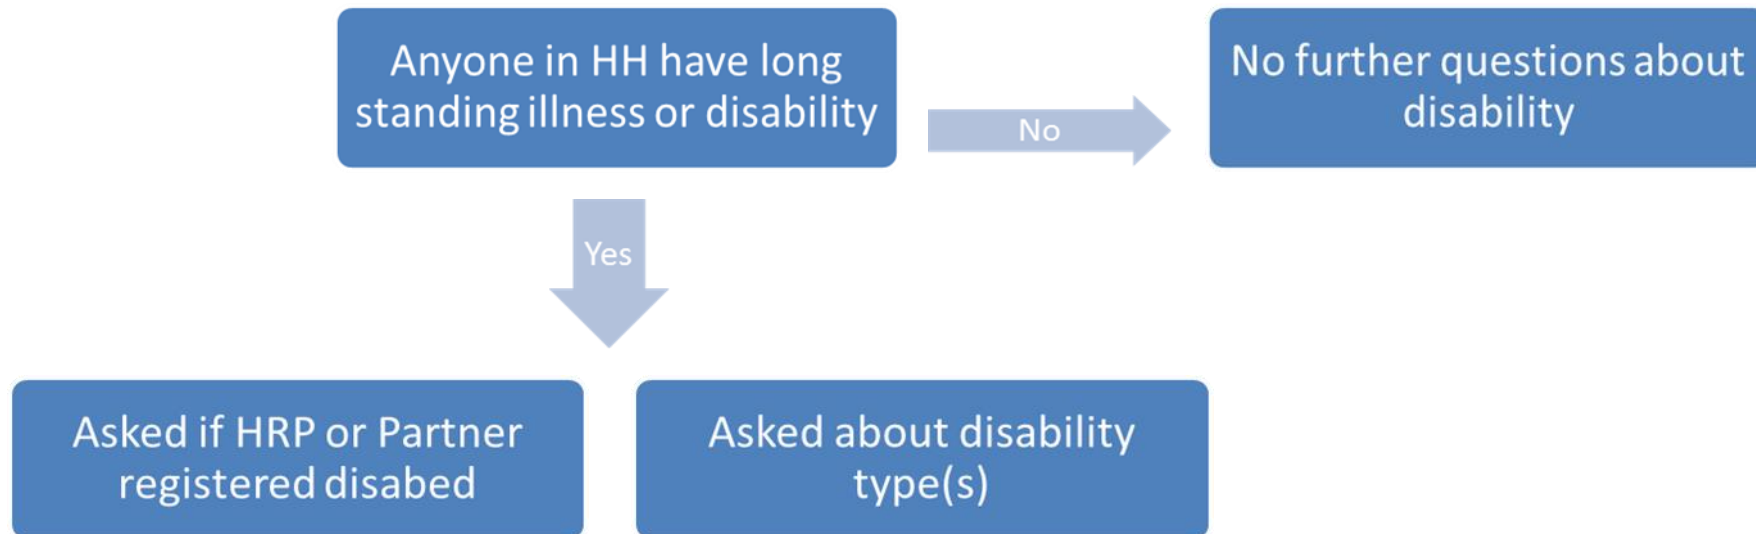 Anyone in HH have long
standing illness or disability
No
No further questions about
disability
Yes
Asked if HRP or Partner
registered disabed
Asked about disability
type(s)